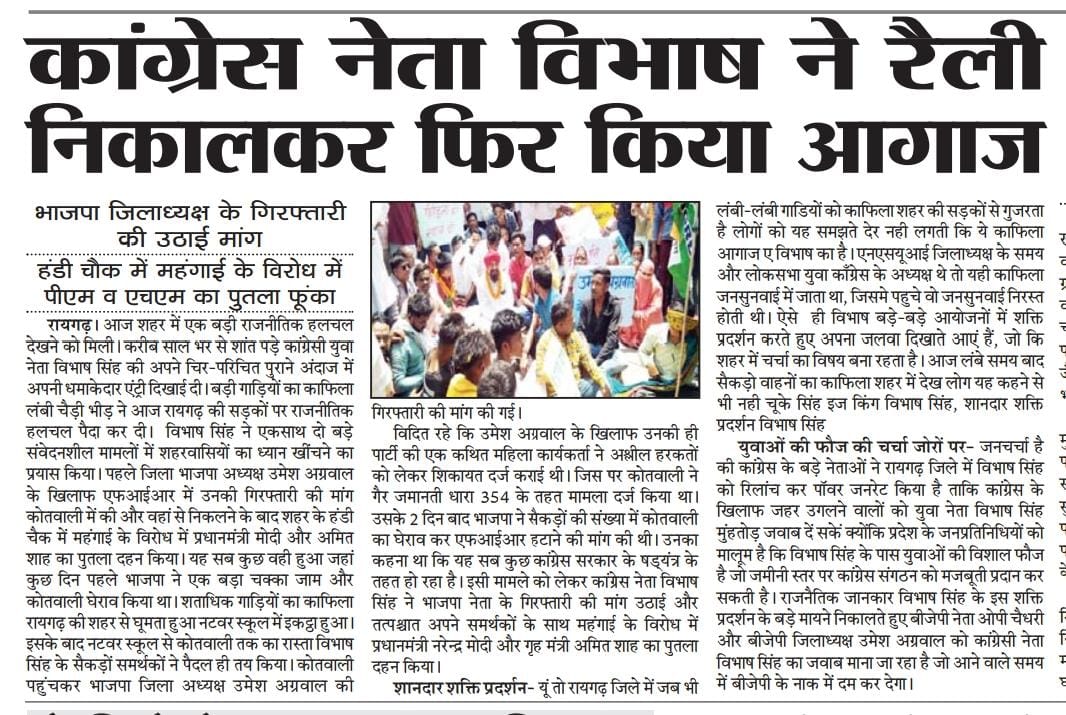 कांग्रेस नेता विभाष ने रैली
निकालकर फिर किया आगाज
भाजपा जिलाध्यक्ष के गिरफ्तारी
की उठाई मांग
हंडी चौक में महंगाई के विरोध में
पीएम व एचएम का पुतला फूंका
रायगढ़। आज शहर में एक बड़ी राजनीतिक हलचल
देखने को मिली। करीब साल भर से शांत पड़े कांग्रेसी युवा
नेता विभाष सिंह की अपने चिर-परिचित पुराने अंदाज में
अपनी धमाकेदार एंट्री दिखाई दी। बड़ी गाड़ियों का काफिला
लंबी चैड़ी भीड़ ने आज रायगढ़ की सड़कों पर राजनीतिक
हलचल पैदा कर दी। विभाष सिंह ने एकसाथ दो बड़े
संवेदनशील मामलों में शहरवासियों का ध्यान खींचने का
प्रयास किया। पहले जिला भाजपा अध्यक्ष उमेश अग्रवाल
के खिलाफ एफआईआर में उनकी गिरफ्तारी की मांग
कोतवाली में की और वहां से निकलने के बाद शहर के हंडी
चैक में महंगाई के विरोध में प्रधानमंत्री मोदी और अमित
शाह का पुतला दहन किया। यह सब कुछ वही हुआ जहां
कुछ दिन पहले भाजपा ने एक बड़ा चक्का जाम और
कोतवाली घेराव किया था। शताधिक गाड़ियों का काफिला
रायगढ़ की शहर से घूमता हुआ नटवर स्कूल में इकट्ठा हुआ।
इसके बाद नटवर स्कूल से कोतवाली तक का रास्ता विभाष
सिंह के सैकड़ों समर्थकों ने पैदल ही तय किया। कोतवाली
पहुंचकर भाजपा जिला अध्यक्ष उमेश अग्रवाल की
गिरफ्तारी की मांग की गई।
विदित रहे कि उमेश अग्रवाल के खिलाफ उनकी ही
पार्टी की एक कथित महिला कार्यकर्ता ने अश्लील हरकतों
को लेकर शिकायत दर्ज कराई थी। जिस पर कोतवाली ने
गैर जमानती धारा 354 के तहत मामला दर्ज किया था।
उसके 2 दिन बाद भाजपा ने सैकड़ों की संख्या में कोतवाली
का घेराव कर एफआईआर हटाने की मांग की थी। उनका
कहना था कि यह सब कुछ कांग्रेस सरकार के षड्यंत्र के
तहत हो रहा है। इसी मामले को लेकर कांग्रेस नेता विभाष
सिंह ने भाजपा नेता के गिरफ्तारी की मांग उठाई और
तत्पश्चात अपने समर्थकों के साथ महंगाई के विरोध में
प्रधानमंत्री नरेन्द्र मोदी और गृह मंत्री अमित शाह का पुतला
दहन किया।
शानदार शक्ति प्रदर्शन- यूं तो रायगढ़ जिले में जब भी
लंबी-लंबी गाडियों को काफिला शहर की सड़कों से गुजरता
है लोगों को यह समझते देर नही लगती कि ये काफिला
आगाज ए विभाष का है। एनएसयूआई जिलाध्यक्ष के समय
और लोकसभा युवा कॉंग्रेस के अध्यक्ष थे तो यही काफिला
जनसुनवाई में जाता था, जिसमे पहुचे वो जनसुनवाई निरस्त
होती थी। ऐसे ही विभाष बड़े-बड़े आयोजनों में शक्ति
प्रदर्शन करते हुए अपना जलवा दिखाते आएं हैं, जो कि
शहर में चर्चा का विषय बना रहता है। आज लंबे समय बाद
सैकड़ो वाहनों का काफिला शहर में देख लोग यह कहने से
भी नही चूके सिंह इज किंग विभाष सिंह, शानदार शक्ति
प्रदर्शन विभाष सिंह
युवाओं की फौज की चर्चा जोरों पर- जनचर्चा है
की कांग्रेस के बड़े नेताओं ने रायगढ़ जिले में विभाष सिंह
को रिलांच कर पॉवर जनरेट किया है ताकि कांग्रेस के
खिलाफ जहर उगलने वालों को युवा नेता विभाष सिंह
मुंहतोड़ जवाब दें सके क्योंकि प्रदेश के जनप्रतिनिधियों को
मालूम है कि विभाष सिंह के पास युवाओं की विशाल फौज
है जो जमीनी स्तर पर कांग्रेस संगठन को मजबूती प्रदान कर
सकती है। राजनैतिक जानकार विभाष सिंह के इस शक्ति
प्रदर्शन के बड़े मायने निकालते हुए बीजेपी नेता ओपी चैधरी
और बीजेपी जिलाध्यक्ष उमेश अग्रवाल को कांग्रेसी नेता
विभाष सिंह का जवाब माना जा रहा है जो आने वाले समय
में बीजेपी के नाक में दम कर देगा।